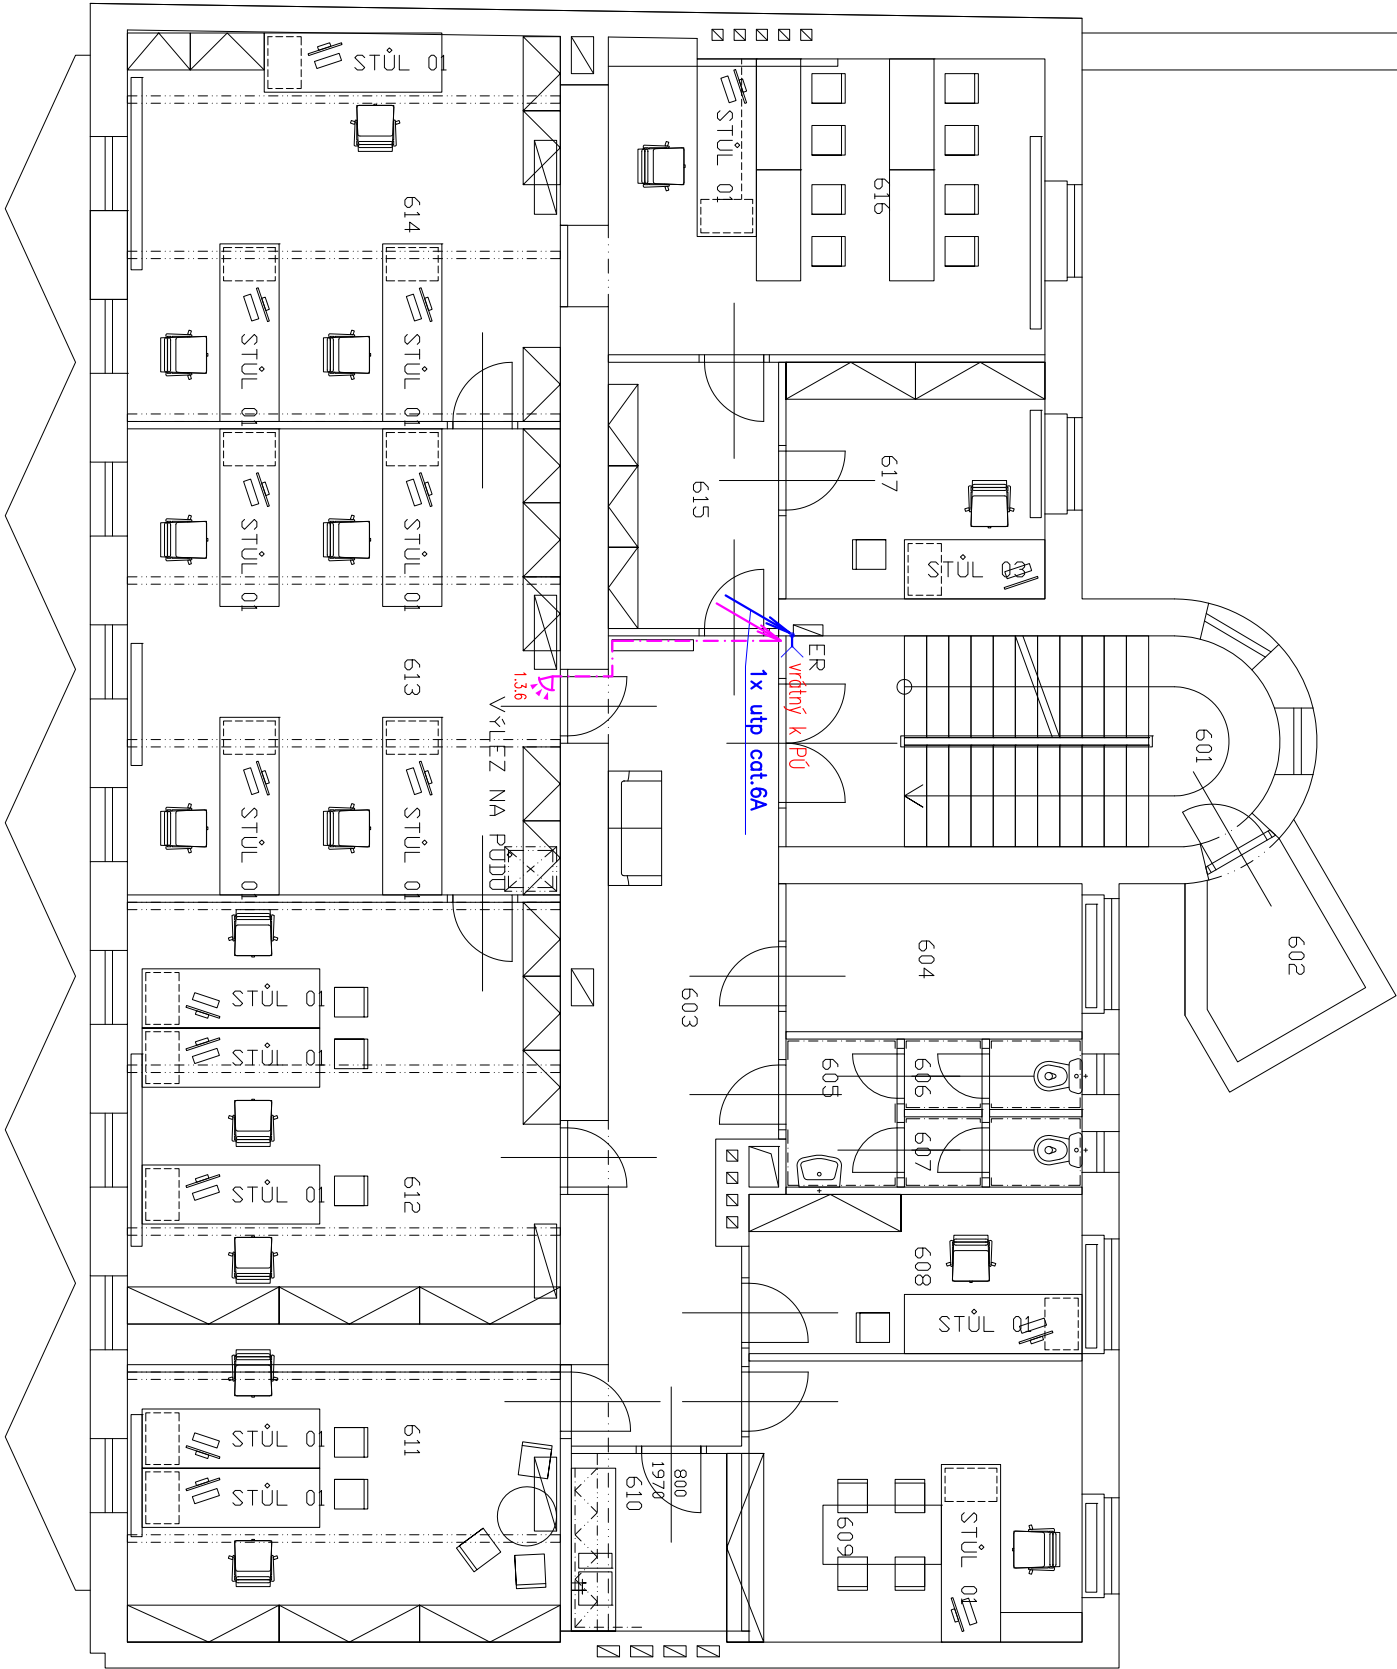 STŮL 01
614
STŮL 01
STŮL 01
STŮL 01
616
617
615
STŮL 03
STŮL 01
STŮL 01
613
1.3.6
VÝLEZ NA PŮDU
ER
vrátný k PÚ
1x utp cat.6A
601
STŮL 01
STŮL 01
602
603
604
STŮL 01
STŮL 01
605
606
607
STŮL 01
612
608
STŮL 01
611
STŮL 01
STŮL 01
800
1970
610
609
STŮL 01